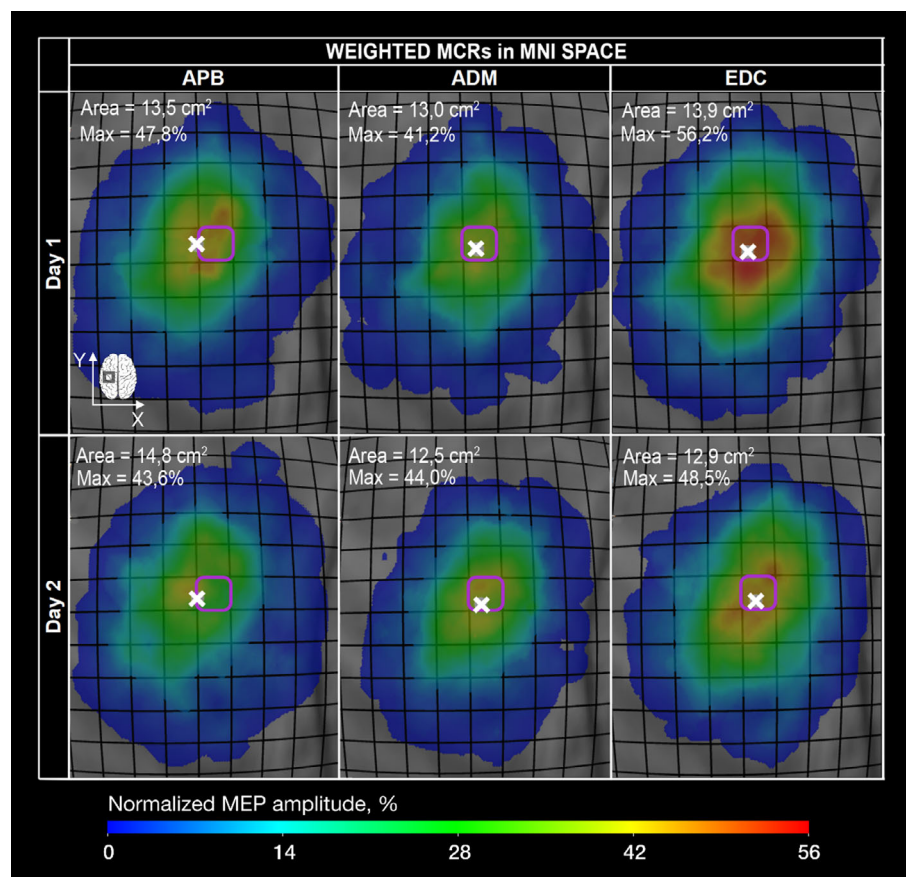 WEIGHTED MCRs in MNI SPACE
APB ADM EDC
Day 1
Area = 13,5 cm²
Max = 47,8%
Area = 13,0 cm²
Max = 41,2%
Area = 13,9 cm²
Max = 56,2%
Y
X
Day 2
Area = 14,8 cm²
Max = 43,6%
Area = 12,5 cm²
Max = 44,0%
Area = 12,9 cm²
Max = 48,5%
Normalized MEP amplitude, %
0 14 28 42 56